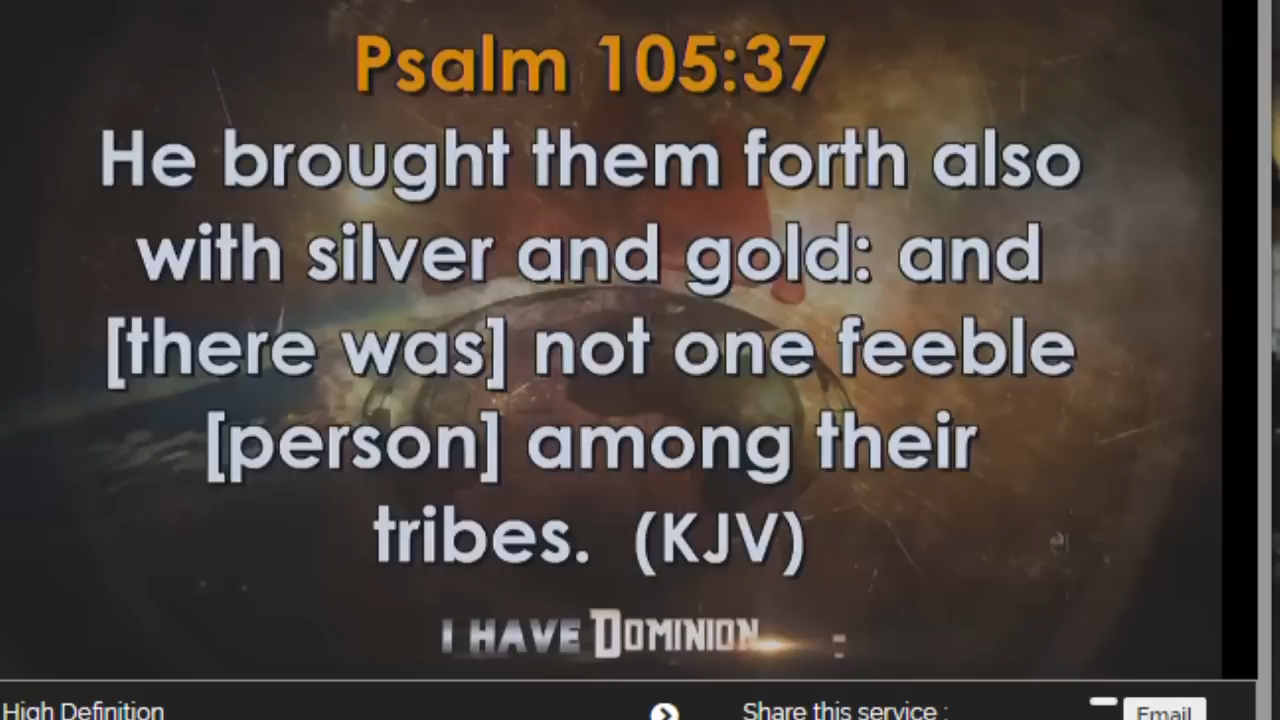 Psalm 105:37
He brought them forth also
with silver and gold: and
[there was] not one feeble
[person] among their
tribes. (KJV)
I HAVE DOMINION
High Definition
Share this service :
Email